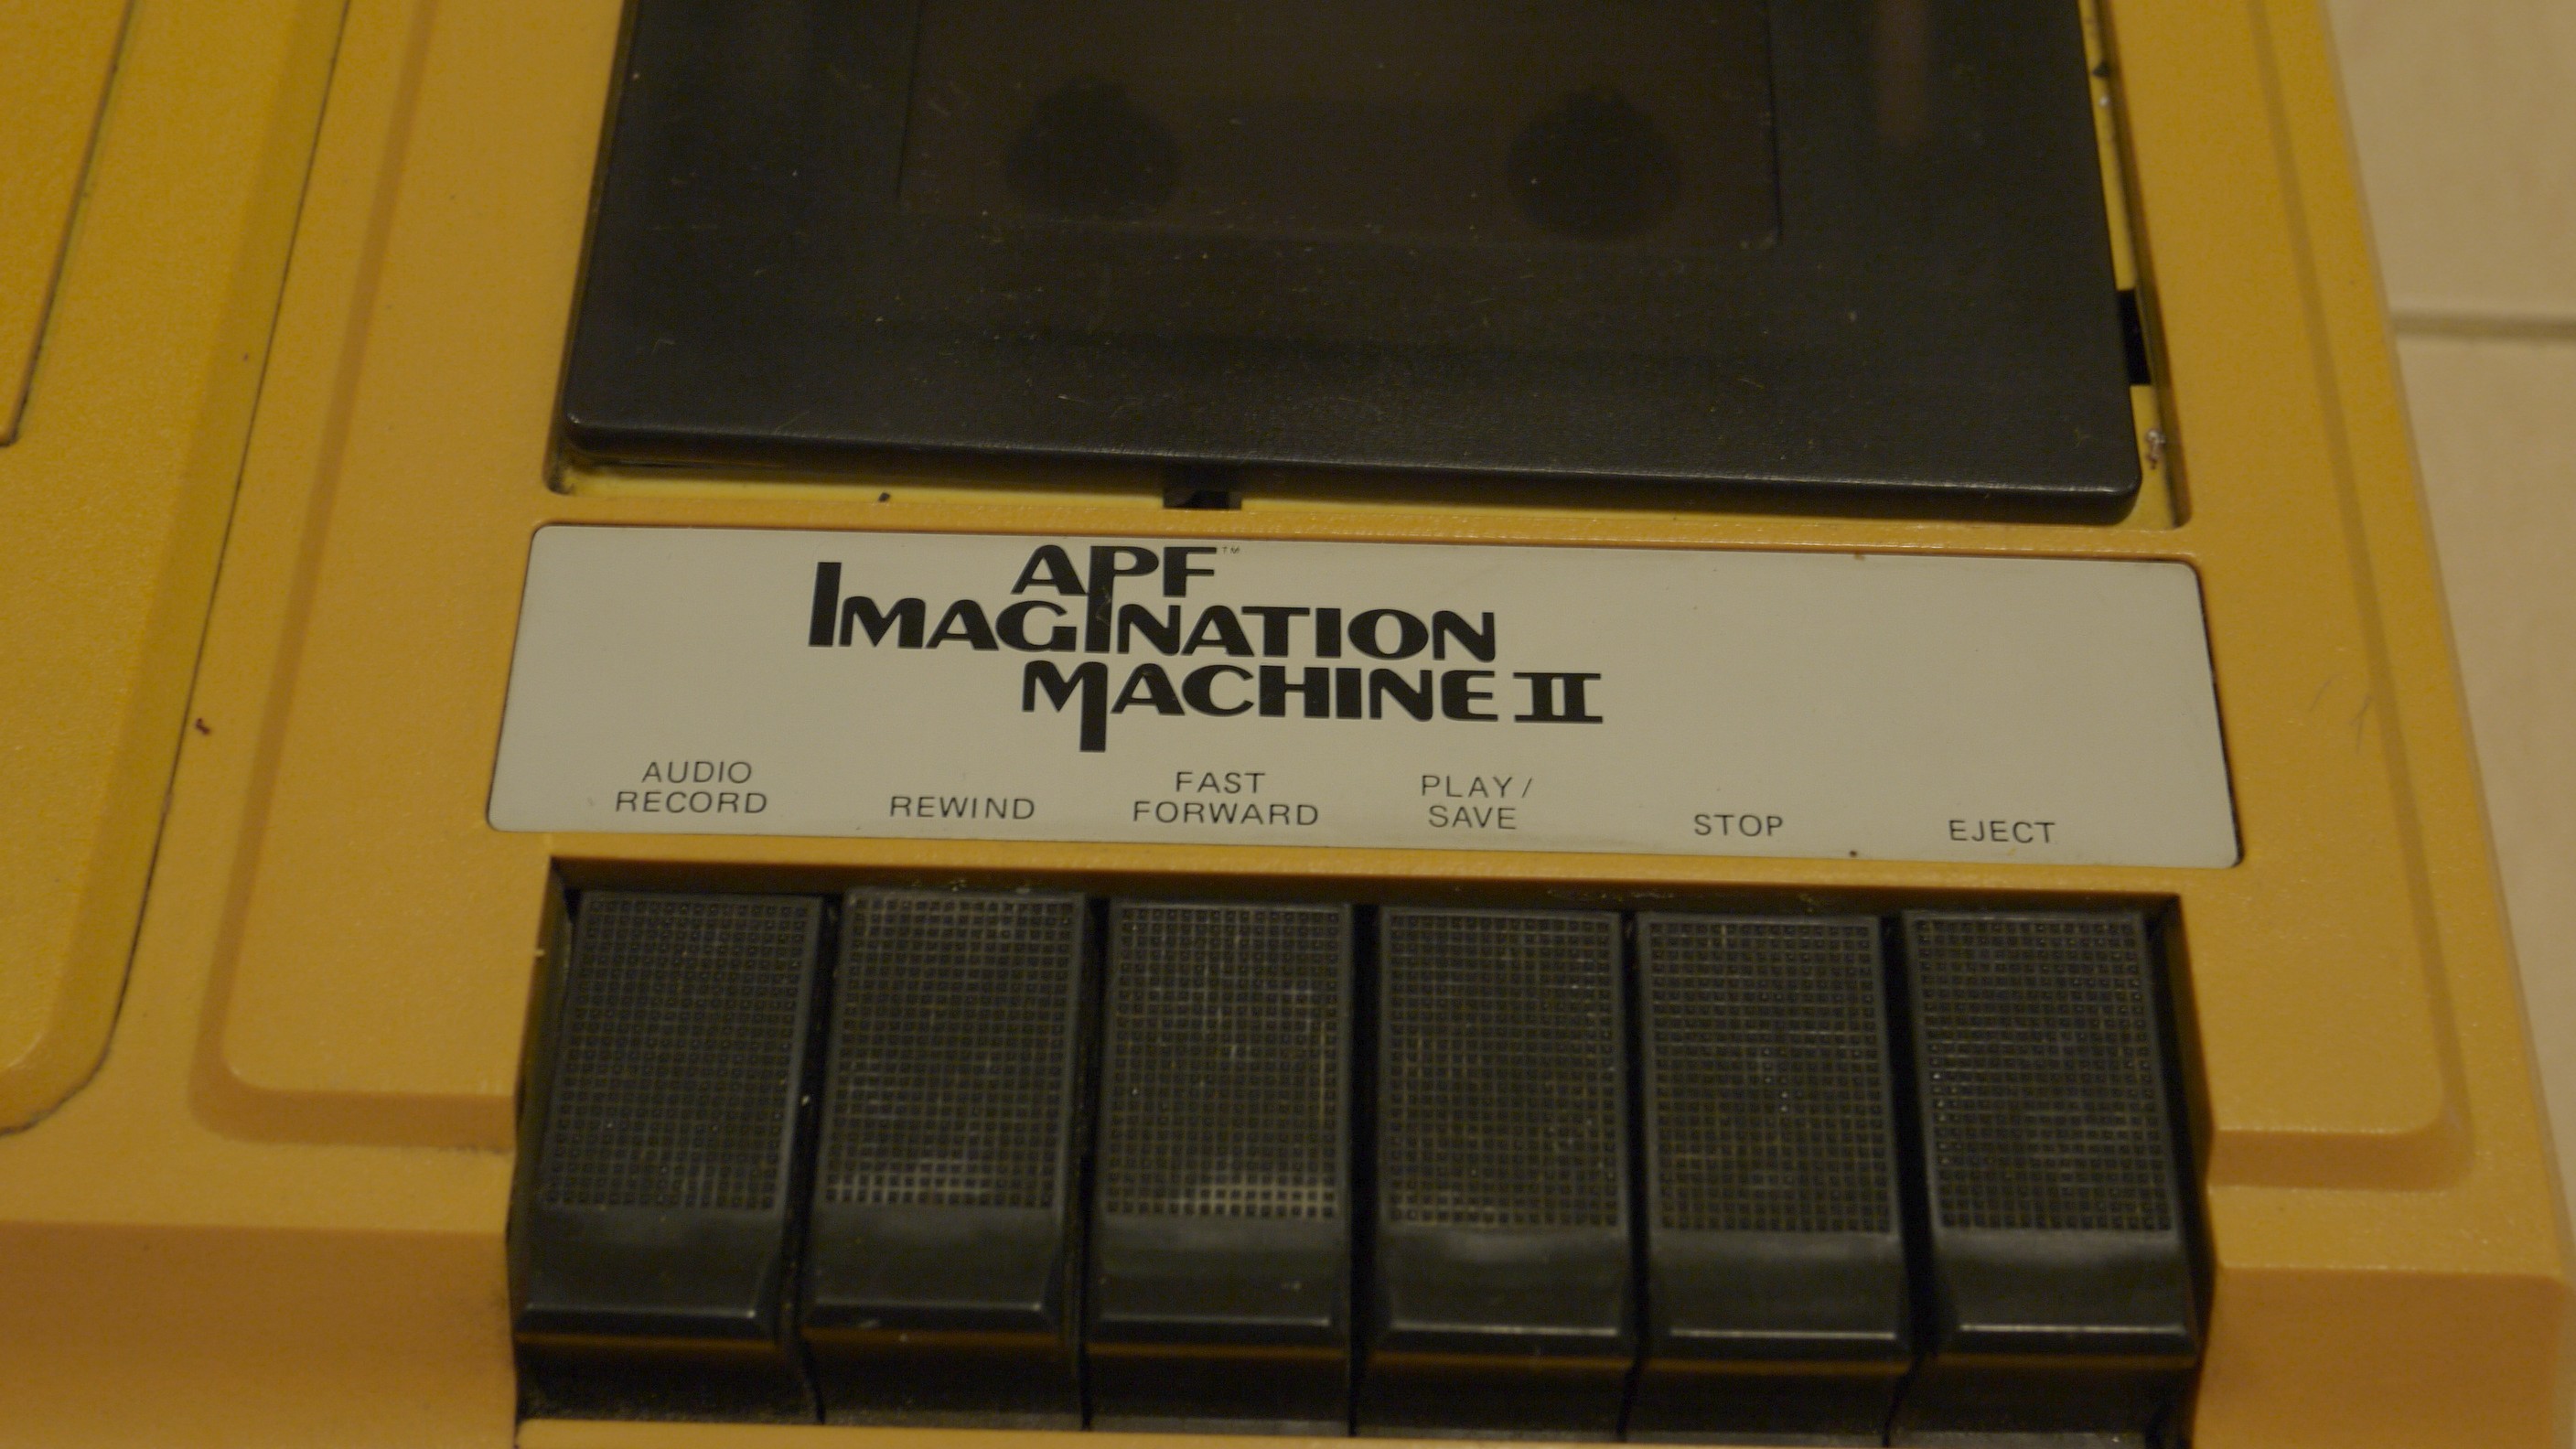 APF™
IMAGINATION
MACHINE II
AUDIO RECORD
REWIND
FAST FORWARD
PLAY/ SAVE
STOP
EJECT